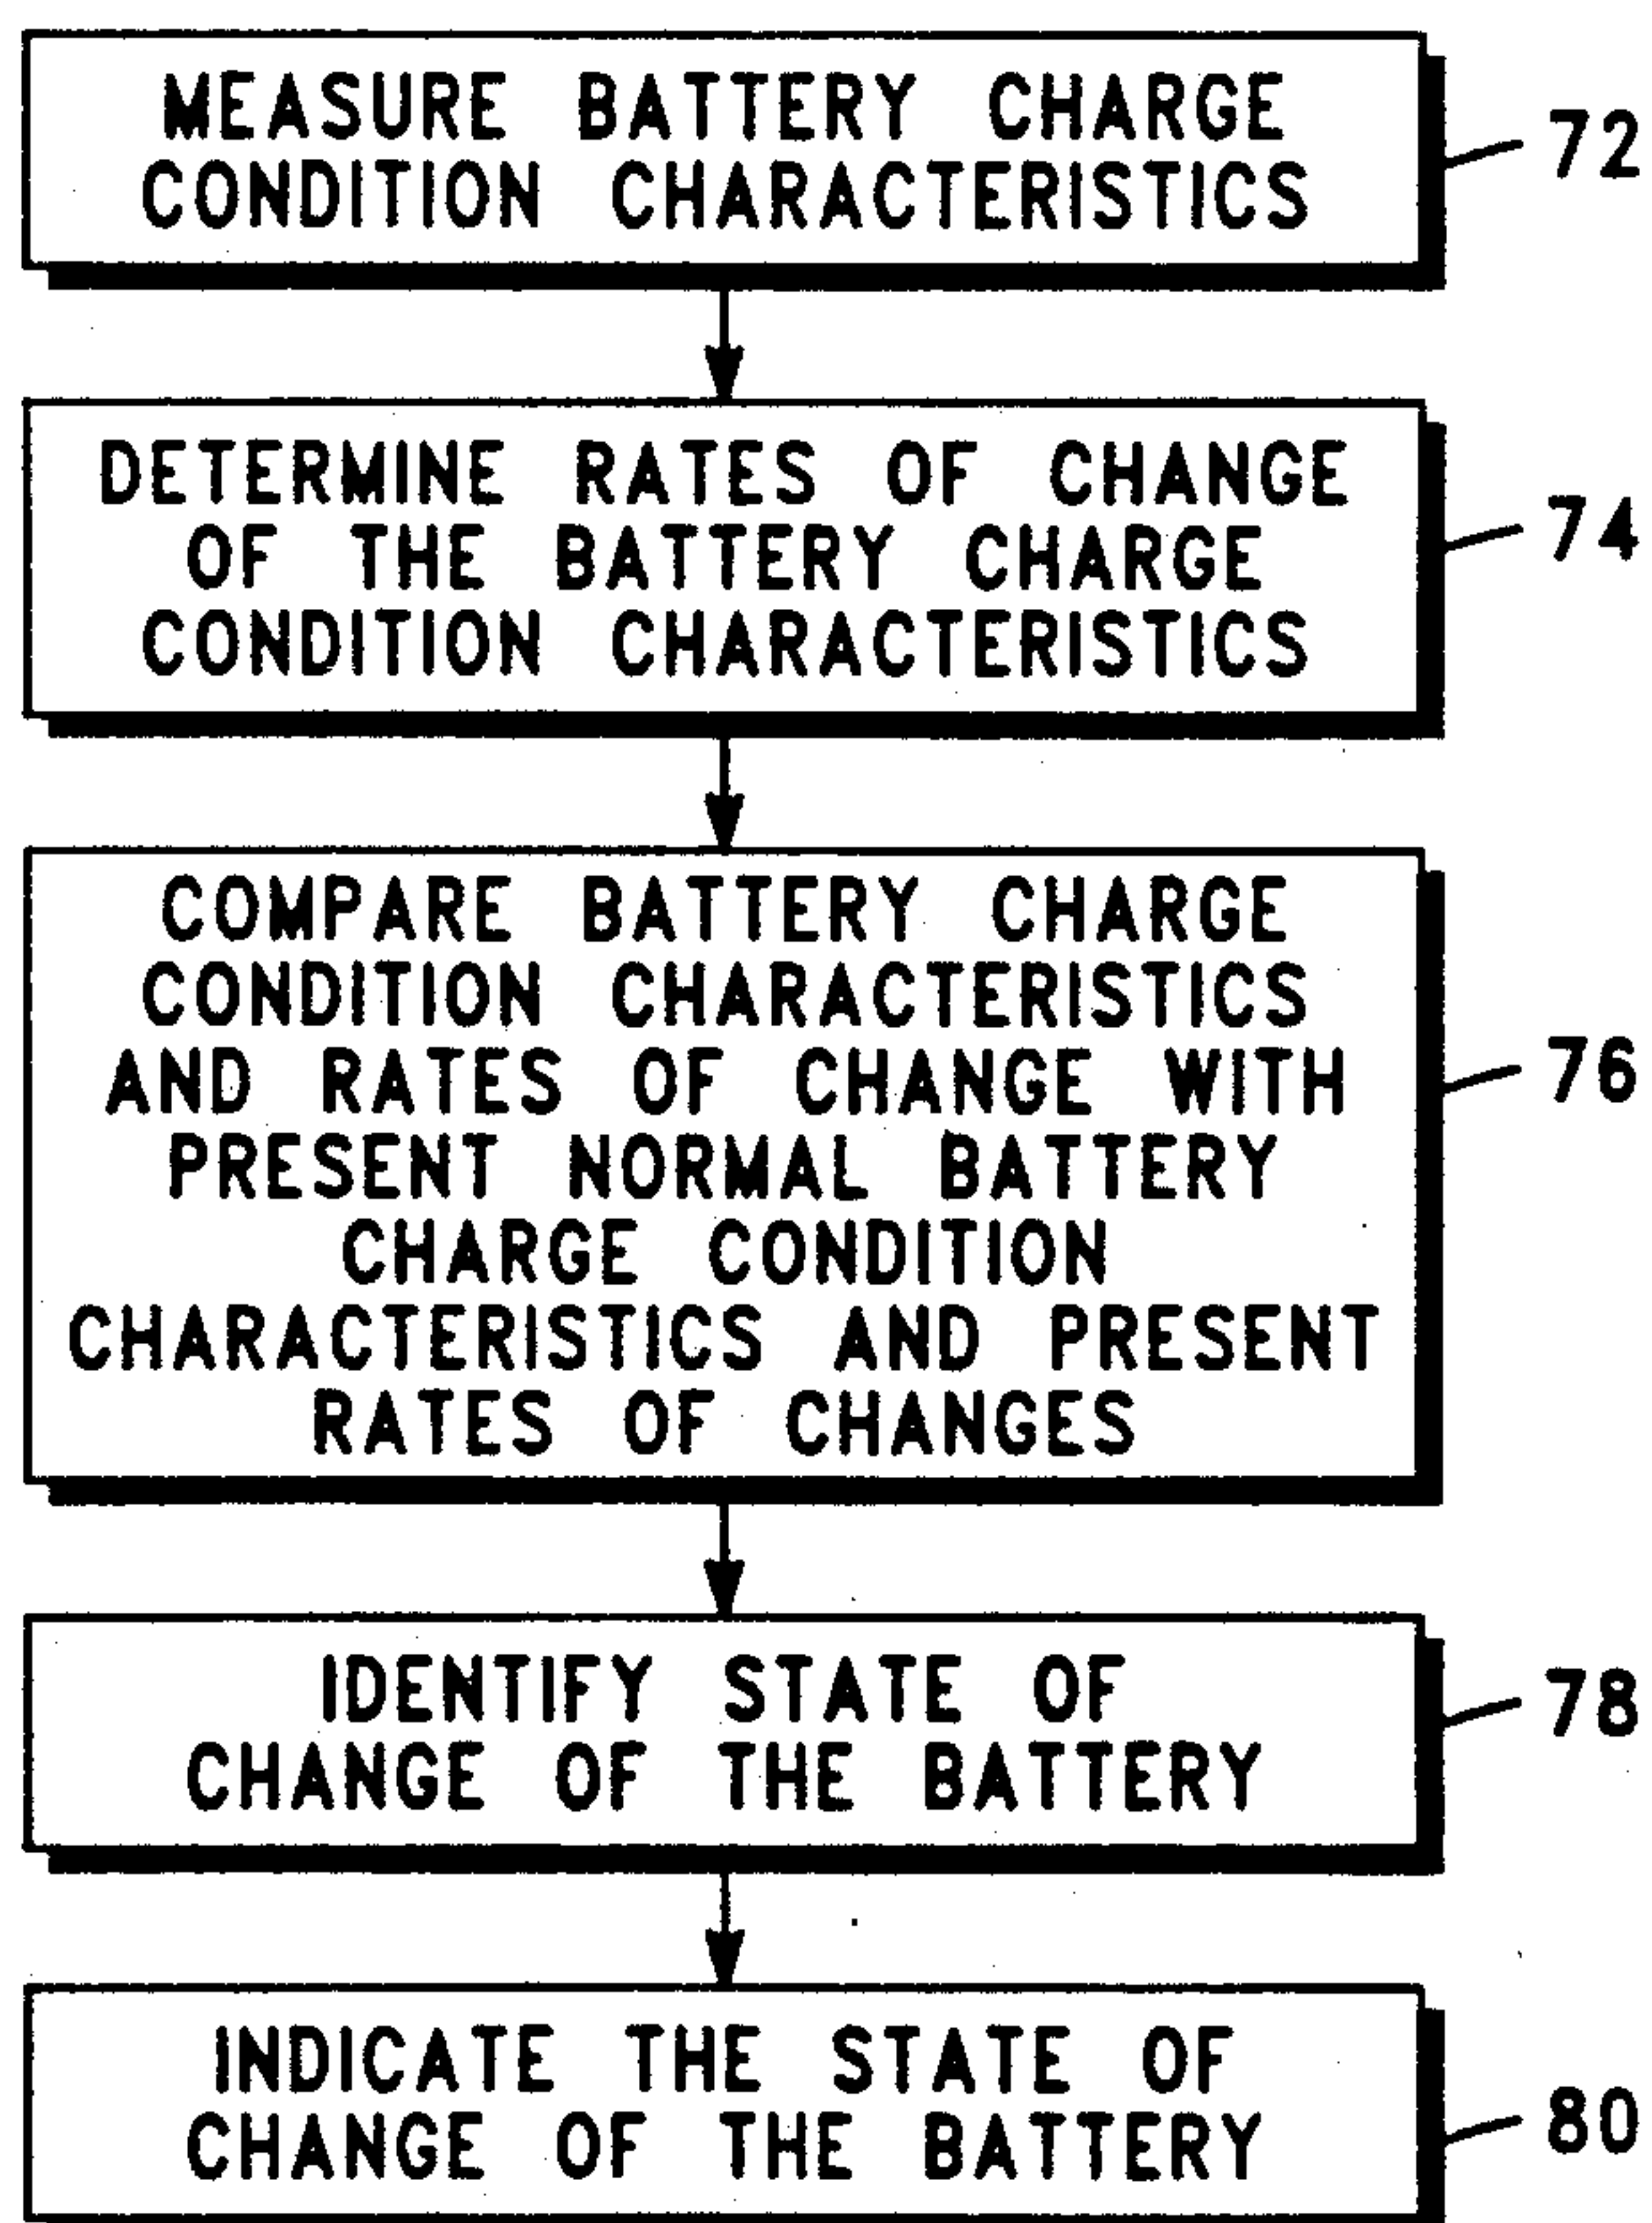 MEASURE BATTERY CHARGE
CONDITION CHARACTERISTICS
72
DETERMINE RATES OF CHANGE
OF THE BATTERY CHARGE
CONDITION CHARACTERISTICS
74
COMPARE BATTERY CHARGE
CONDITION CHARACTERISTICS
AND RATES OF CHANGE WITH
PRESENT NORMAL BATTERY
CHARGE CONDITION
CHARACTERISTICS AND PRESENT
RATES OF CHANGES
76
IDENTIFY STATE OF
CHANGE OF THE BATTERY
78
INDICATE THE STATE OF
CHANGE OF THE BATTERY
80